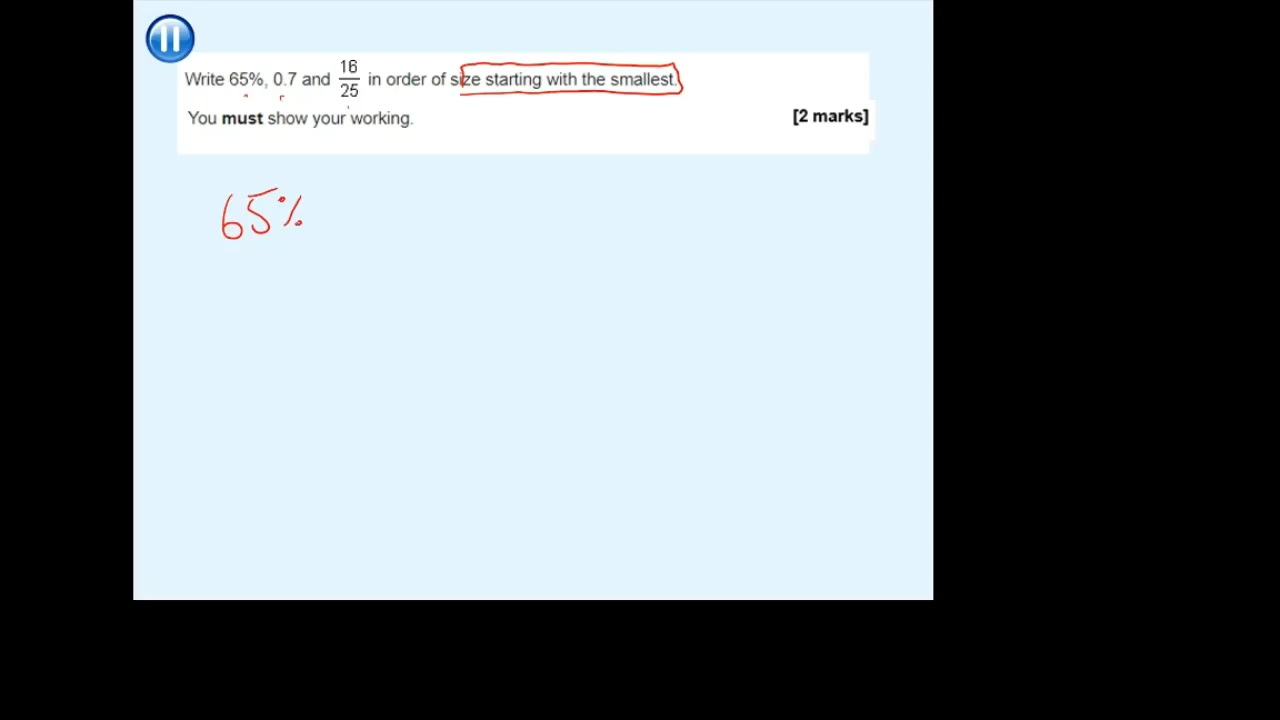 Write 65%, 0.7 and 16/25 in order of size starting with the smallest.
You must show your working.
[2 marks]
65%